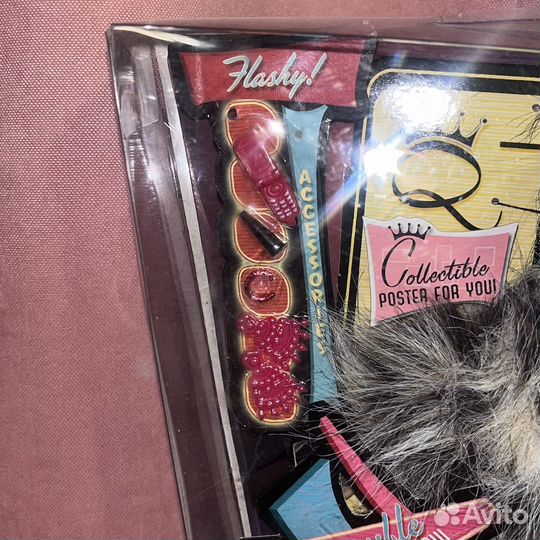 Flashy!
ACCESSORIES
Q
Collectible
POSTER FOR YOU!
Avito